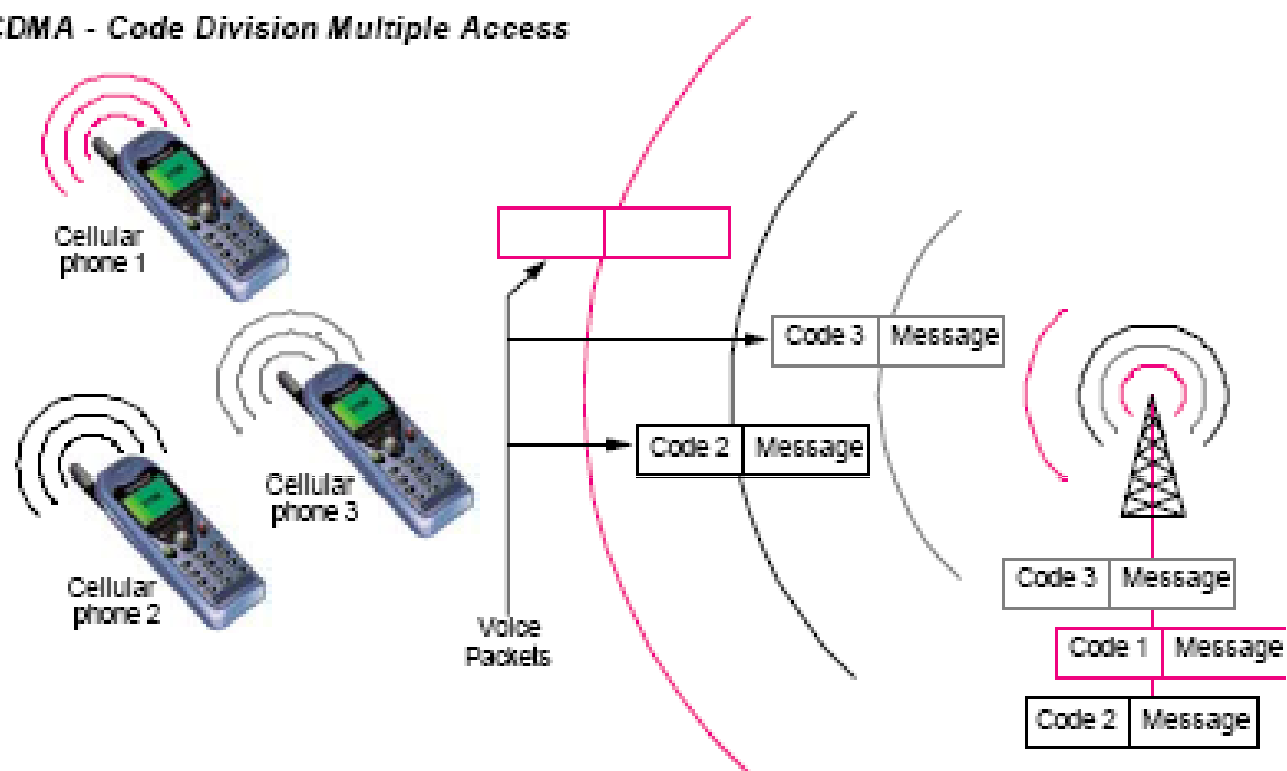 CDMA - Code Division Multiple Access
Cellular
phone 1
Code 3 Message
Code 2 Message
Cellular
phone 3
Cellular
phone 2
Voice
Packets
Code 3 Message
Code 1 Message
Code 2 Message